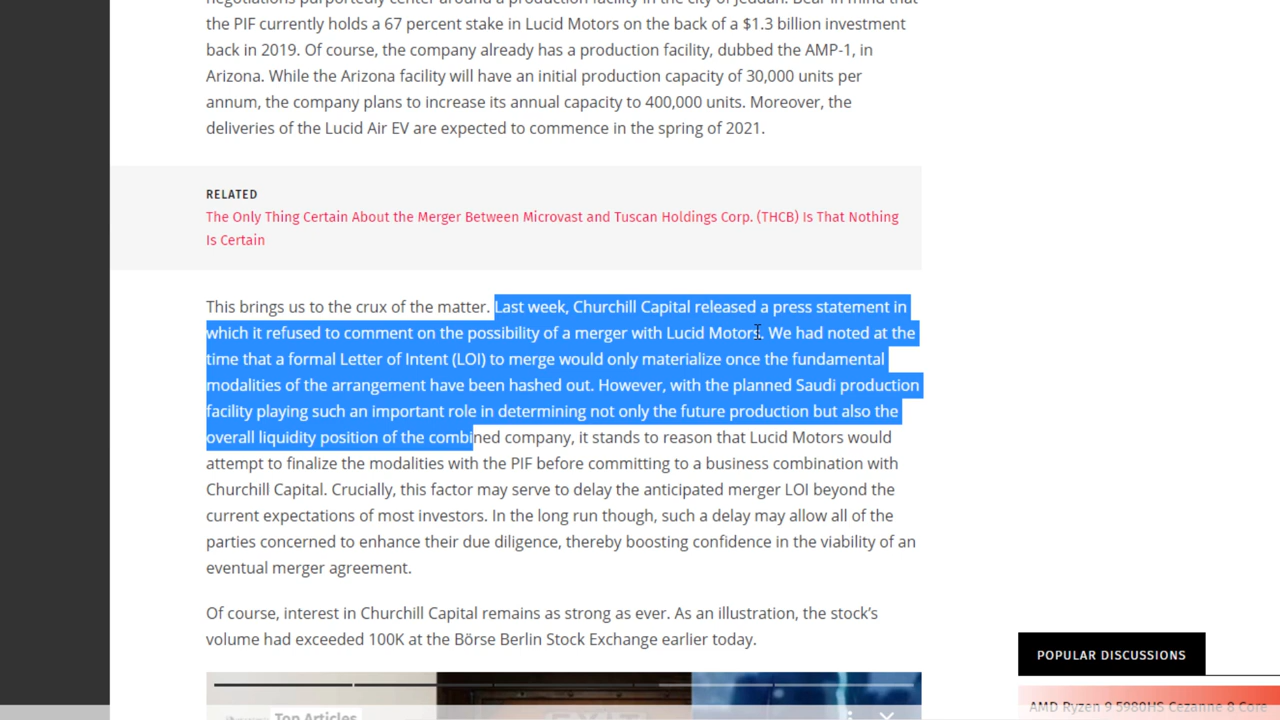 the PIF currently holds a 67 percent stake in Lucid Motors on the back of a $1.3 billion investment
back in 2019. Of course, the company already has a production facility, dubbed the AMP-1, in
Arizona. While the Arizona facility will have an initial production capacity of 30,000 units per
annum, the company plans to increase its annual capacity to 400,000 units. Moreover, the
deliveries of the Lucid Air EV are expected to commence in the spring of 2021.
RELATED
The Only Thing Certain About the Merger Between Microvast and Tuscan Holdings Corp. (THCB) Is That Nothing
Is Certain
This brings us to the crux of the matter. Last week, Churchill Capital released a press statement in
which it refused to comment on the possibility of a merger with Lucid Motors. We had noted at the
time that a formal Letter of Intent (LOI) to merge would only materialize once the fundamental
modalities of the arrangement have been hashed out. However, with the planned Saudi production
facility playing such an important role in determining not only the future production but also the
overall liquidity position of the combined company, it stands to reason that Lucid Motors would
attempt to finalize the modalities with the PIF before committing to a business combination with
Churchill Capital. Crucially, this factor may serve to delay the anticipated merger LOI beyond the
current expectations of most investors. In the long run though, such a delay may allow all of the
parties concerned to enhance their due diligence, thereby boosting confidence in the viability of an
eventual merger agreement.
Of course, interest in Churchill Capital remains as strong as ever. As an illustration, the stock's
volume had exceeded 100K at the Börse Berlin Stock Exchange earlier today.
POPULAR DISCUSSIONS
Top Articles
EXIT
AMD Ryzen 9 5980HS Cezanne 8 Core